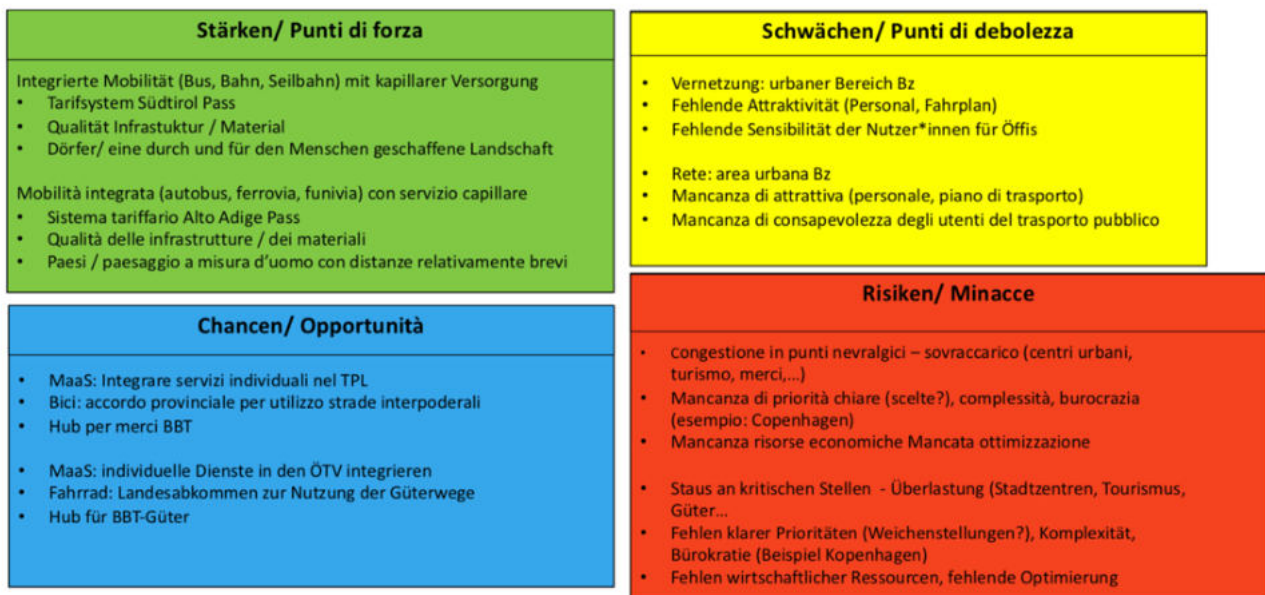 Stärken/ Punti di forza
Integrierte Mobilität (Bus, Bahn, Seilbahn) mit kapillarer Versorgung
• Tarifsystem Südtirol Pass
• Qualität Infrastuktur / Material
• Dörfer/ eine durch und für den Menschen geschaffene Landschaft
Mobilità integrata (autobus, ferrovia, funivia) con servizio capillare
• Sistema tariffario Alto Adige Pass
• Qualità delle infrastrutture / dei materiali
• Paesi / paesaggio a misura d'uomo con distanze relativamente brevi
Schwächen/ Punti di debolezza
• Vernetzung: urbaner Bereich Bz
• Fehlende Attraktivität (Personal, Fahrplan)
• Fehlende Sensibilität der Nutzer*innen für Öffis
• Rete: area urbana Bz
• Mancanza di attrattiva (personale, piano di trasporto)
• Mancanza di consapevolezza degli utenti del trasporto pubblico
Chancen/ Opportunità
• MaaS: Integrare servizi individuali nel TPL
• Bici: accordo provinciale per utilizzo strade interpoderali
• Hub per merci BBT
• MaaS: individuelle Dienste in den ÖTV integrieren
• Fahrrad: Landesabkommen zur Nutzung der Güterwege
• Hub für BBT-Güter
Risiken/ Minacce
• Congestione in punti nevralgici – sovraccarico (centri urbani,
turismo, merci,...)
• Mancanza di priorità chiare (scelte?), complessità, burocrazia
(esempio: Copenhagen)
• Mancanza risorse economiche Mancata ottimizzazione
• Staus an kritischen Stellen - Überlastung (Stadtzentren, Tourismus,
Güter...
• Fehlen klarer Prioritäten (Weichenstellungen?), Komplexität,
Bürokratie (Beispiel Kopenhagen)
• Fehlen wirtschaftlicher Ressourcen, fehlende Optimierung